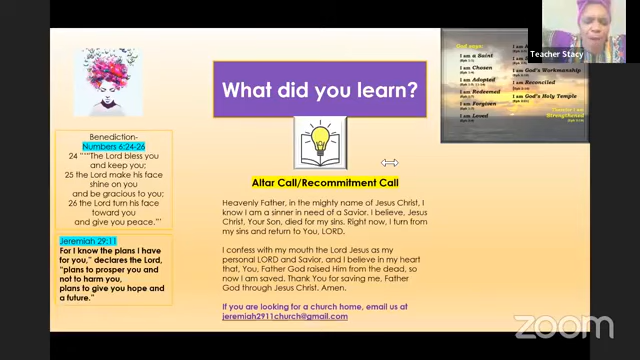 What did you learn?
Benediction-
Numbers 6:24-26
24 “"“The Lord bless you
and keep you;
25 the Lord make his face
shine on you
and be gracious to you;
26 the Lord turn his face
toward you
and give you peace.”’
Jeremiah 29:11
For I know the plans I have
for you,” declares the Lord,
“plans to prosper you and
not to harm you,
plans to give you hope and
a future.”
Altar Call/Recommitment Call
Heavenly Father, in the mighty name of Jesus Christ, I
know I am a sinner in need of a Savior. I believe, Jesus
Christ, Your Son, died for my sins. Right now, I turn from
my sins and return to You, LORD.
I confess with my mouth the Lord Jesus as my
personal LORD and Savior, and I believe in my heart
that, You, Father God raised Him from the dead, so
now I am saved. Thank You for saving me, Father
God through Jesus Christ. Amen.
If you are looking for a church home, email us at
jeremiah2911church@gmail.com
God says:
I am a Saint
I am Chosen
I am Adopted
I am Redeemed
I am Forgiven
I am Loved
I am God's Workmanship
I am Reconciled
I am God's Holy Temple
Strengthened
Teacher Stacy
zoom